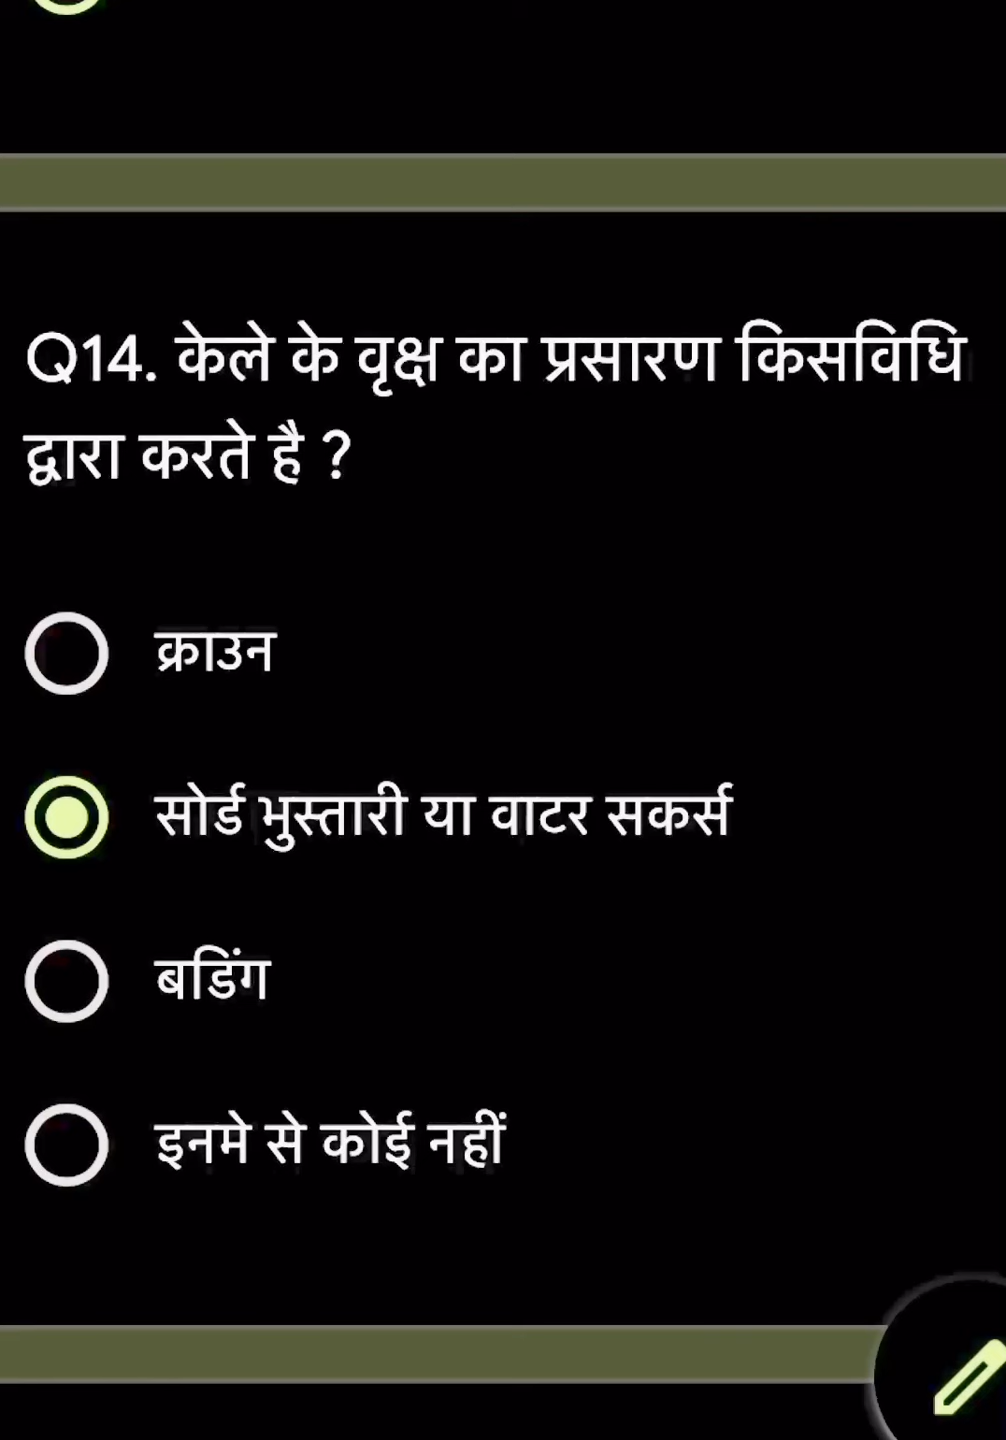 Q14. केले के वृक्ष का प्रसारण किसविधि
द्वारा करते है ?
क्राउन
सोर्ड भुस्तारी या वाटर सकर्स
बडिंग
इनमे से कोई नहीं